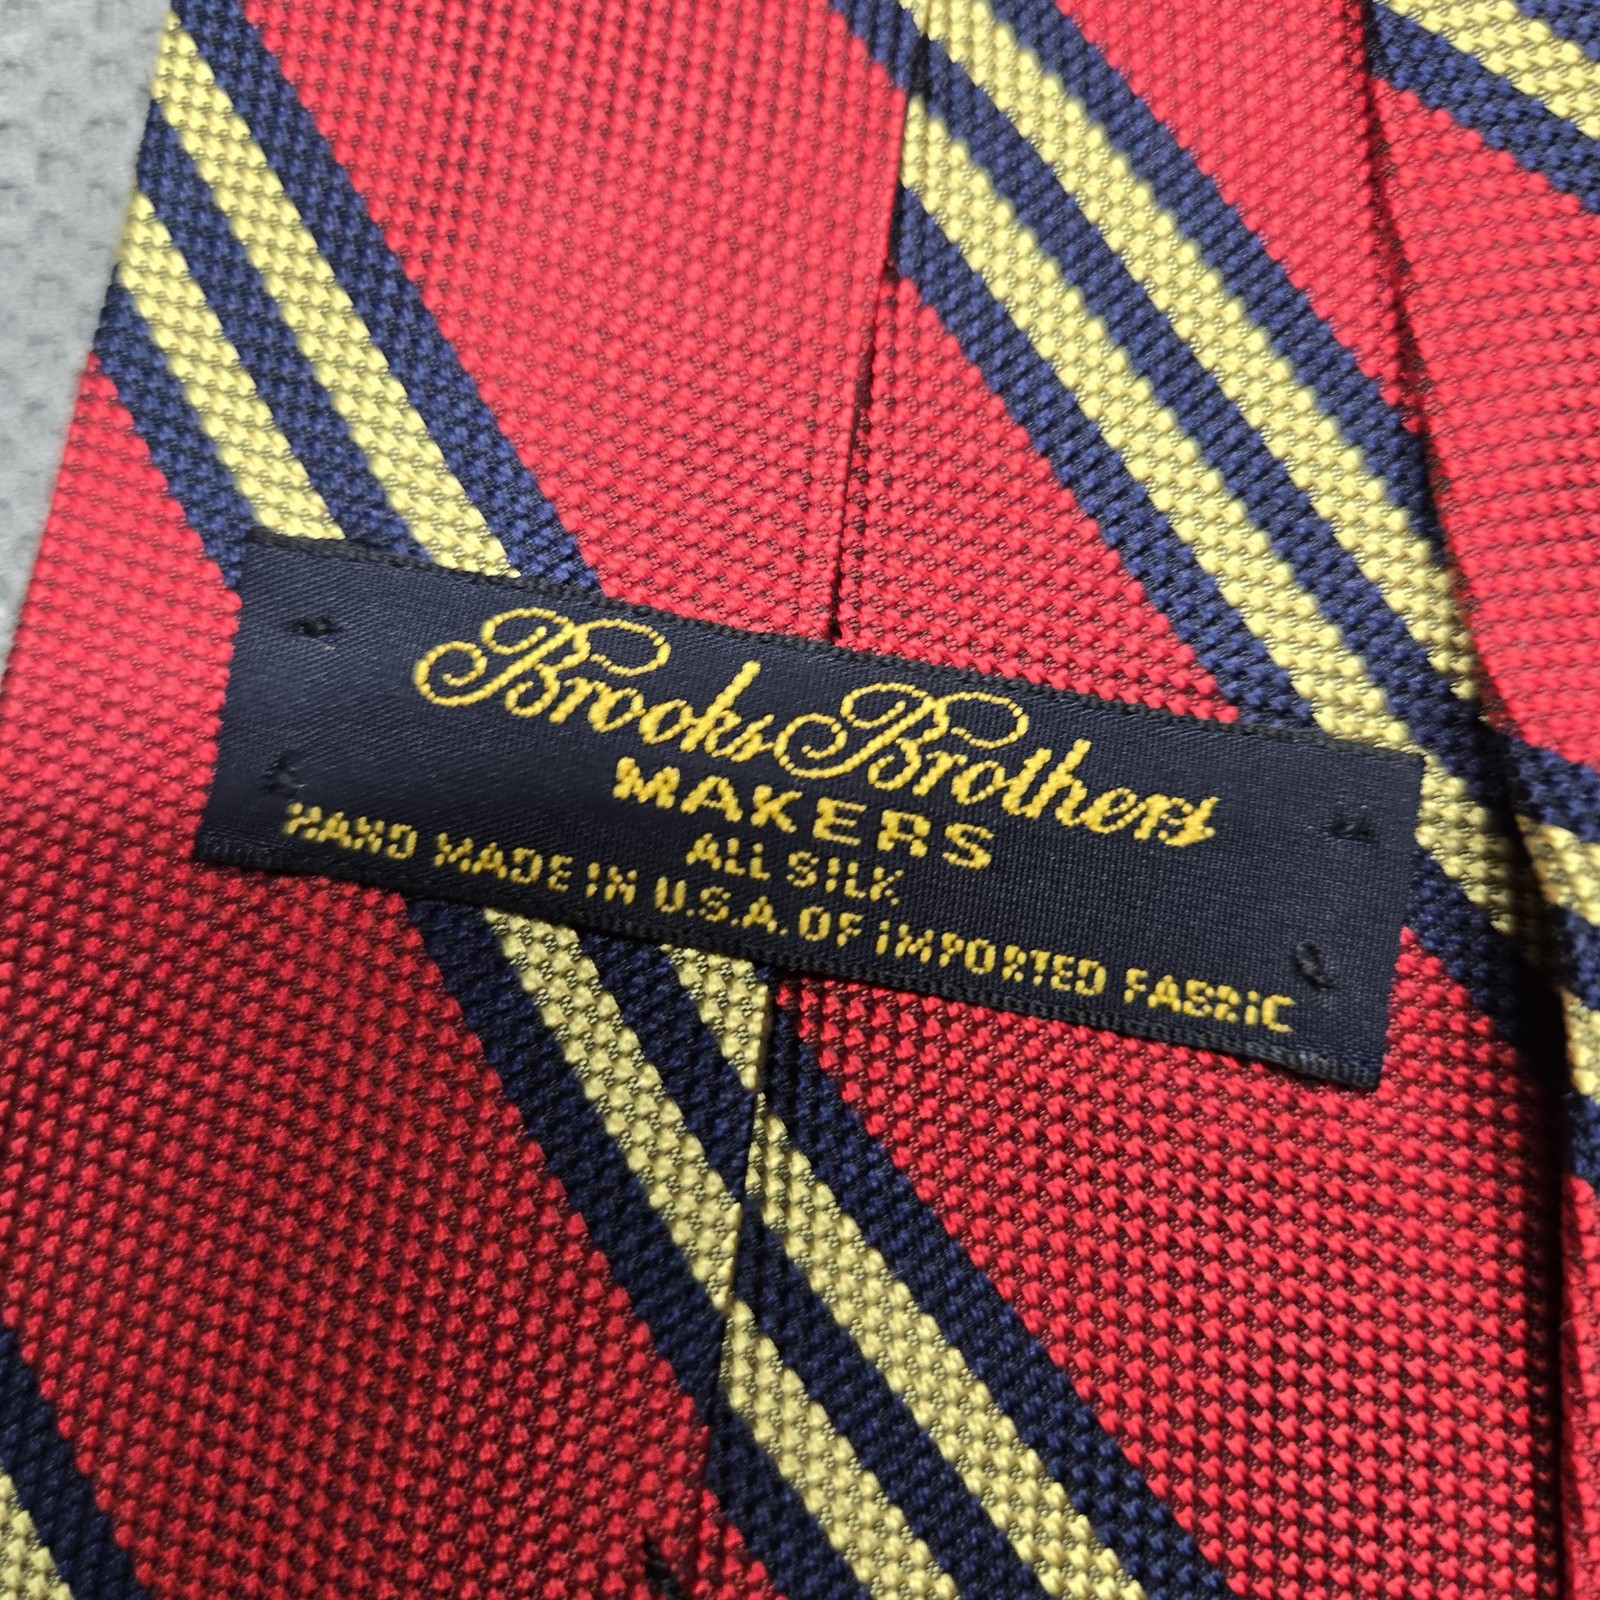 Brooks Brothers
MAKERS
ALL SILK
HAND MADE IN U.S.A. OF IMPORTED FABRIC